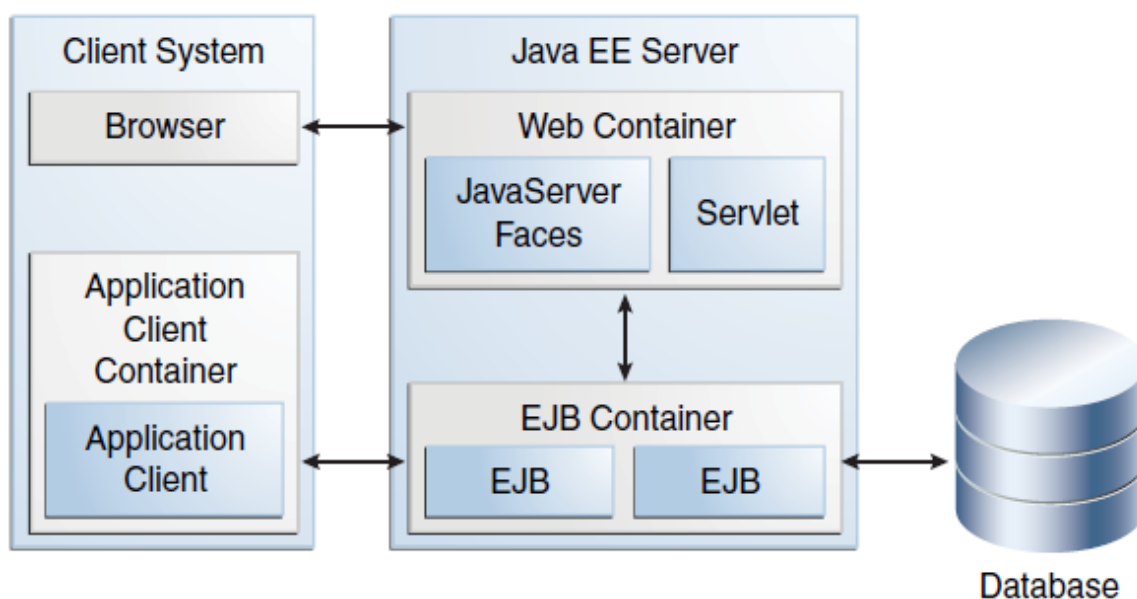 Client System
Browser
Application
Client
Container
Application
Client
Java EE Server
Web Container
JavaServer
Faces
Servlet
EJB Container
EJB
EJB
Database